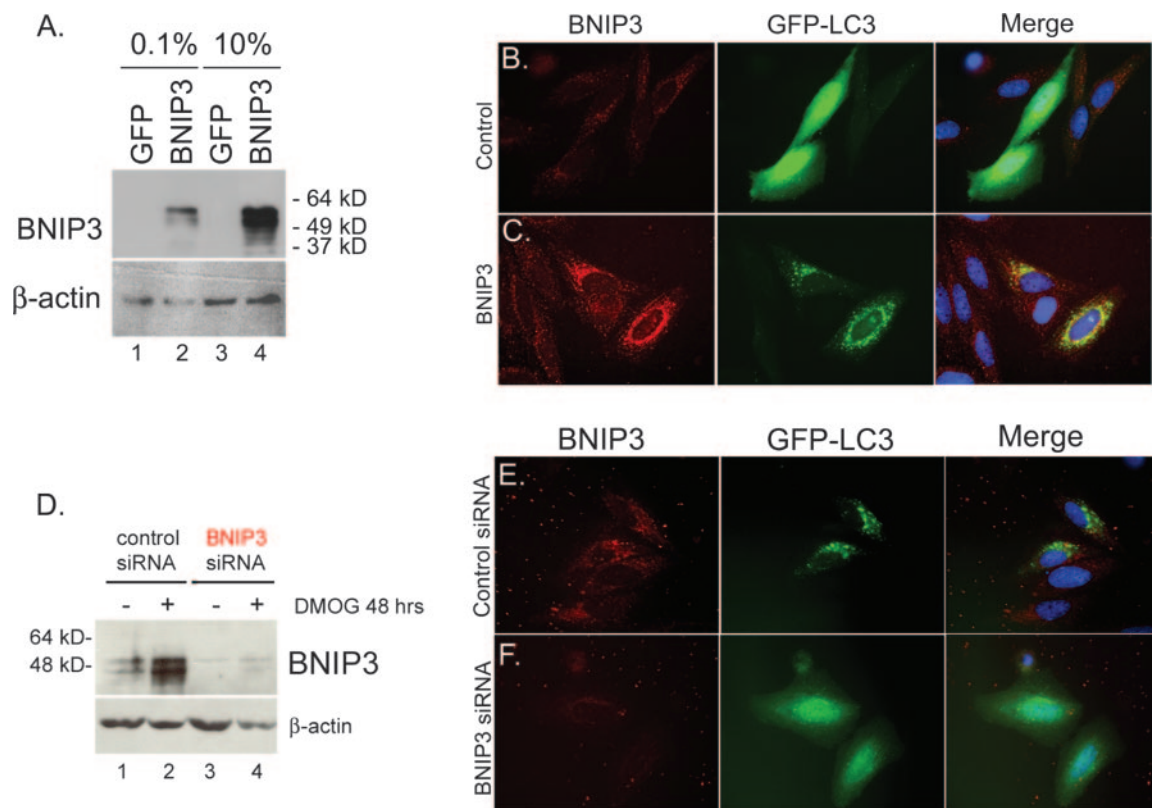 A.
0.1% 10%
GFP BNIP3 GFP BNIP3
BNIP3
- 64 kD
- 49 kD
- 37 kD
β-actin
1 2 3 4
BNIP3 GFP-LC3 Merge
B.
Control
C.
BNIP3
D.
control siRNA
BNIP3 siRNA
- + - +
DMOG 48 hrs
64 kD-
48 kD-
BNIP3
β-actin
1 2 3 4
BNIP3 GFP-LC3 Merge
E.
Control siRNA
F.
BNIP3 siRNA